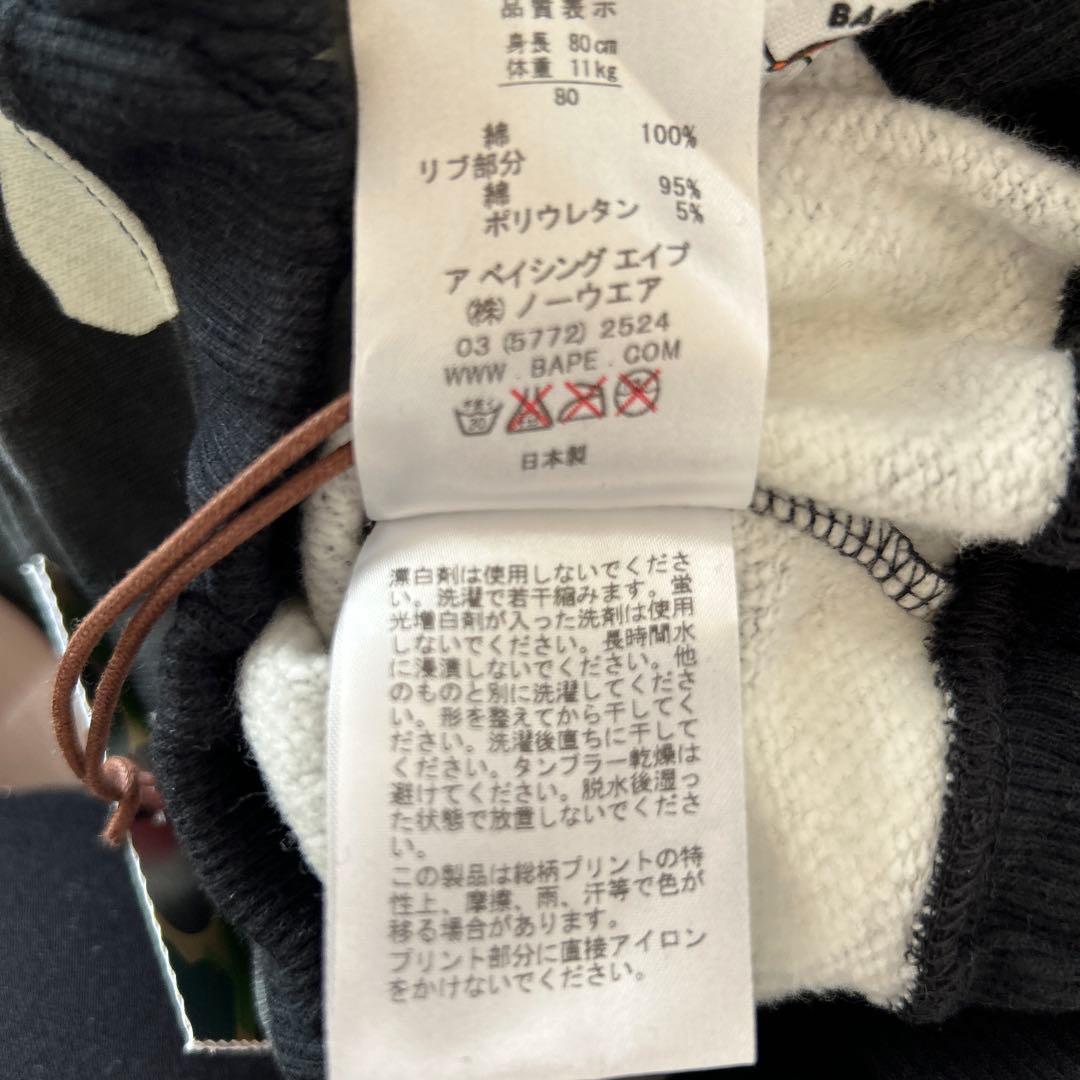 品質表示
身長 80cm
体重 11kg
80
綿 100%
リブ部分
綿 95%
ポリウレタン 5%
ア ベイシング エイプ
㈱ ノーウエア
03 (5772) 2524
WWW . BAPE . COM
日本製
漂白剤は使用しないでくださ
い。洗濯で若干縮みます。蛍
光増白剤が入った洗剤は使用
しないでください。長時間水
に浸漬しないでください。他
のものと別に洗濯してくださ
い。形を整えてから干してく
ださい。洗濯後直ちに干して
ください。タンブラー乾燥は
避けてください。脱水後湿っ
た状態で放置しないでくださ
い。
この製品は総柄プリントの特
性上、摩擦、雨、汗等で色が
移る場合があります。
プリント部分に直接アイロン
をかけないでください。